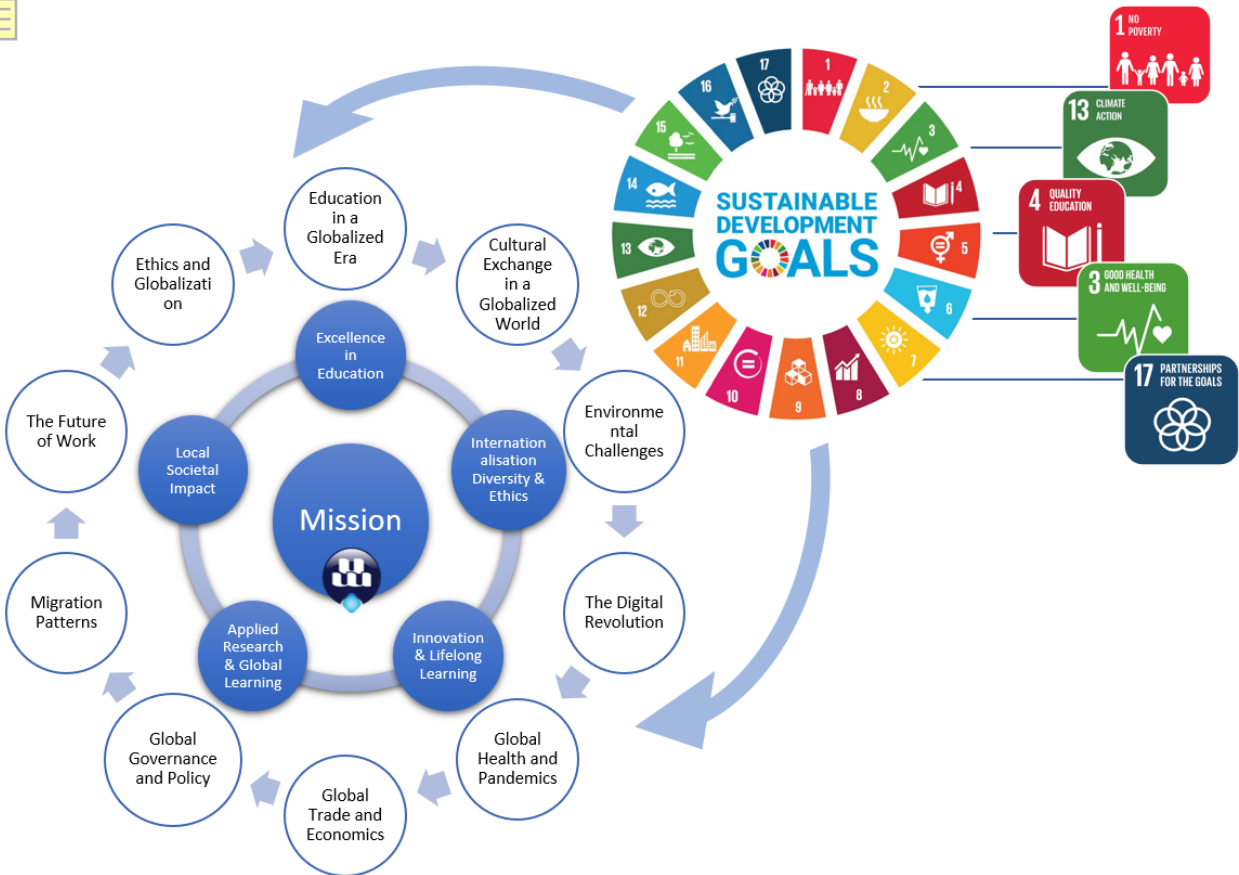 Education
in a
Globalized
Era
Cultural
Exchange
in a
Globalized
World
Environme
ntal
Challenges
The Digital
Revolution
Global
Health and
Pandemics
Global
Trade and
Economics
Global
Governance
and Policy
Migration
Patterns
The Future
of Work
Ethics and
Globalizati
on
Excellence
in
Education
Internation
alisation
Diversity &
Ethics
Innovation
& Lifelong
Learning
Applied
Research
& Global
Learning
Local
Societal
Impact
Mission
SUSTAINABLE
DEVELOPMENT
GOALS
1
2
3
4
5
6
7
8
9
10
11
12
13
14
15
16
17
1 NO
POVERTY
13 CLIMATE
ACTION
4 QUALITY
EDUCATION
3 GOOD HEALTH
AND WELL-BEING
17 PARTNERSHIPS
FOR THE GOALS